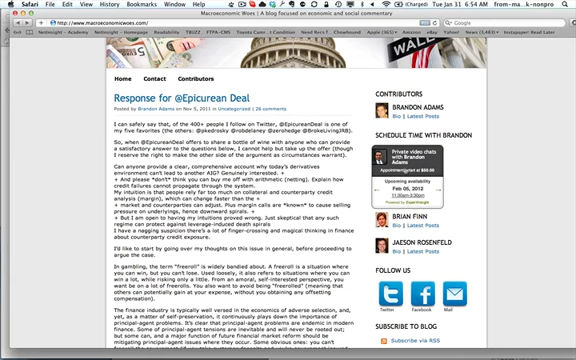 Safari File Edit View History Bookmarks Window Help
(Charged) Tue Jan 31 6:54 AM
Macroeconomic Woes | A blog focused on economic and social commentary
http://www.macroeconomicwoes.com/
Home Contact Contributors
Response for @Epicurean Deal
Posted by Brandon Adams on Nov 5, 2011 in Uncategorized | 26 comments
I can safely say that, of the 400+ people I follow on Twitter, @EpicureanDeal is one of
my five favorites (the others: @pkedrosky @robdelaney @zerohedge @BrokeLivingJRB).
So, when @EpicureanDeal offers to share a bottle of wine with anyone who can provide
a satisfactory answer to the questions below, I cannot help but take up the offer (though
I reserve the right to make the other side of the argument as circumstances warrant).
Can anyone provide a clear, comprehensive account why today's derivatives
environment can't lead to another AIG? Genuinely interested. +
+ And please *don't* think you can buy me off with arithmetic (netting). Explain how
credit failures cannot propagate through the system.
My intuition is that people rely far too much on collateral and counterparty credit
analysis (margin), which can change faster than the +
+ market and counterparties can adjust. Plus margin calls are *known* to cause selling
pressure on underlyings, hence downward spirals. +
+ But I am open to having my intuitions proved wrong. Just skeptical that any such
regime can protect against leverage-induced death spirals
I have a nagging suspicion there's a lot of finger-crossing and magical thinking in finance
about counterparty credit exposure.
I'd like to start by going over my thoughts on this issue in general, before proceeding to
argue the case.
In gambling, the term "freeroll" is widely bandied about. A freeroll is a situation where
you can win, but you can't lose. Used loosely, it also refers to situations where you can
win a lot, while risking only a little. From an animal, self-interested perspective, you
want to be on a lot of freerolls. You also want to avoid being "freerolled" (meaning that
others can potentially gain at your expense, without you obtaining any offsetting
compensation).
The finance industry is typically well versed in the economics of adverse selection, and,
yet, as a matter of self-preservation, it continually plays down the importance of
principal-agent problems. It's clear that principal-agent problems are endemic in modern
finance. Some of principal-agent tensions are inevitable and will never be rooted out;
but some can, and a major function of future financial market reform should be
mitigating principal-agent issues where they occur. Some obvious ones: you can't
WALL
CONTRIBUTORS
BRANDON ADAMS
Bio | Latest Posts
SCHEDULE TIME WITH BRANDON
Private video chats
with Brandon
Adams
Appointments start at $60.00
Upcoming availability
Feb 05, 2012
11:30am-3:30pm
BRIAN FINN
Bio | Latest Posts
JAESON ROSENFELD
Bio | Latest Posts
FOLLOW US
Twitter Facebook Mail
SUBSCRIBE TO BLOG
Subscribe via RSS